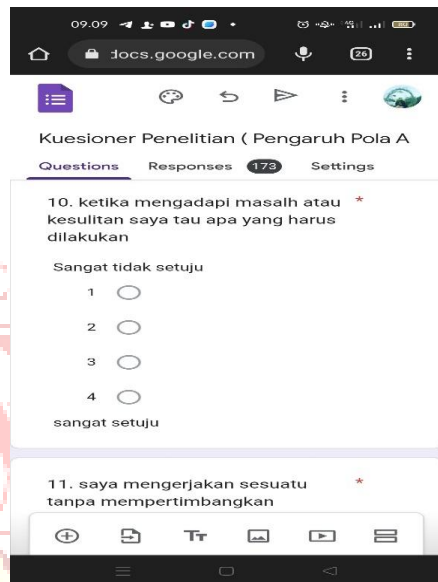 09.09
docs.google.com
26
Kuesioner Penelitian ( Pengaruh Pola A
Questions Responses 173 Settings
10. ketika mengadapi masalh atau *
kesulitan saya tau apa yang harus
dilakukan
Sangat tidak setuju
1
2
3
4
sangat setuju
11. saya mengerjakan sesuatu *
tanpa mempertimbangkan
Tт